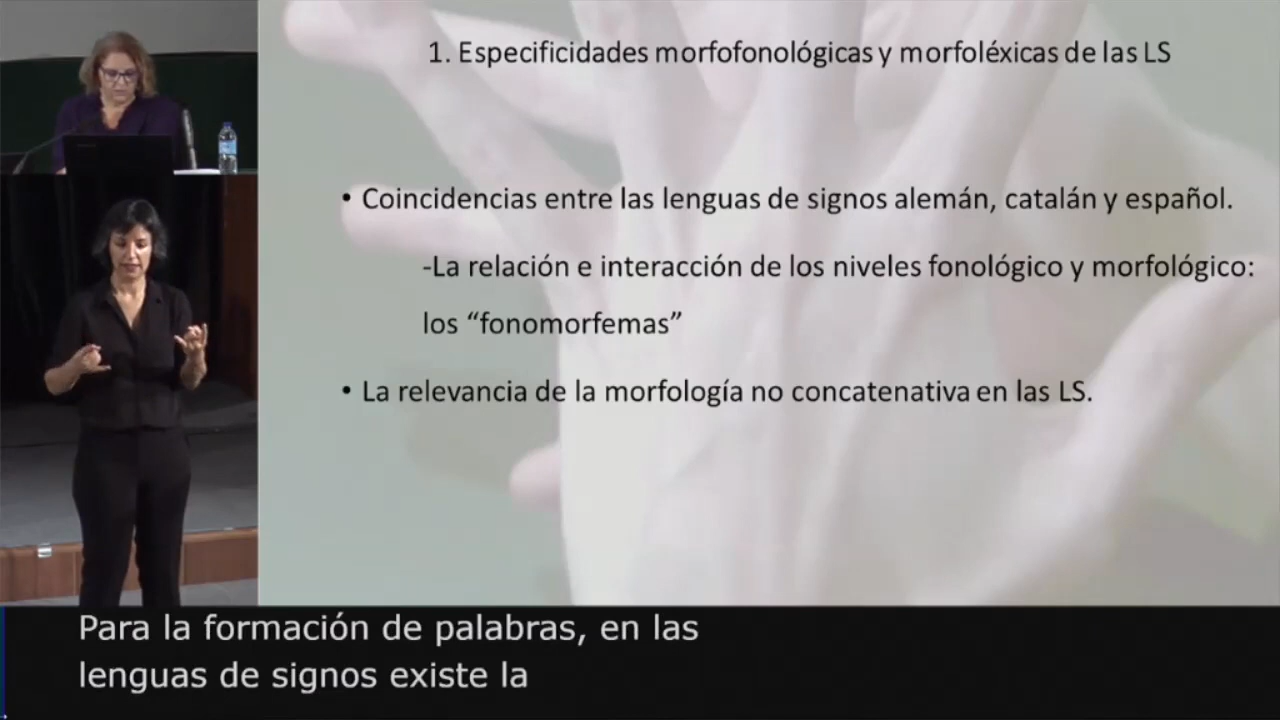 1. Especificidades morfofonológicas y morfoléxicas de las LS
• Coincidencias entre las lenguas de signos alemán, catalán y español.
-La relación e interacción de los niveles fonológico y morfológico:
los “fonomorfemas”
• La relevancia de la morfología no concatenativa en las LS.
Para la formación de palabras, en las
lenguas de signos existe la